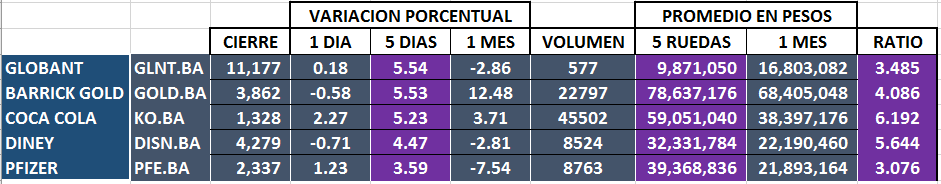 VARIACION PORCENTUAL PROMEDIO EN PESOS
CIERRE 1 DIA 5 DIAS 1 MES VOLUMEN 5 RUEDAS 1 MES RATIO
GLOBANT GLNT.BA 11,177 0.18 5.54 -2.86 577 9,871,050 16,803,082 3.485
BARRICK GOLD GOLD.BA 3,862 -0.58 5.53 12.48 22797 78,637,176 68,405,048 4.086
COCA COLA KO.BA 1,328 2.27 5.23 3.71 45502 59,051,040 38,397,176 6.192
DINEY DISN.BA 4,279 -0.71 4.47 -2.81 8524 32,331,784 22,190,460 5.644
PFIZER PFE.BA 2,337 1.23 3.59 -7.54 8763 39,368,836 21,893,164 3.076